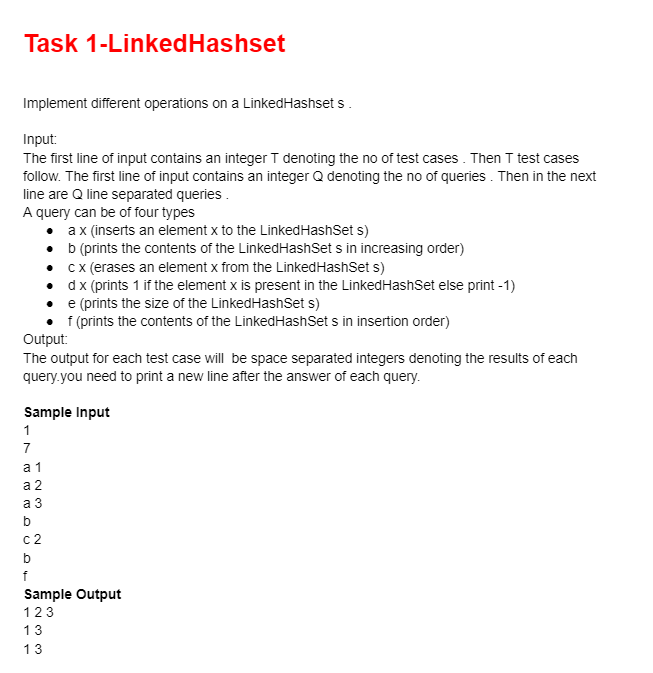 Task 1-LinkedHashset
Implement different operations on a LinkedHashset s .
Input:
The first line of input contains an integer T denoting the no of test cases . Then T test cases
follow. The first line of input contains an integer Q denoting the no of queries . Then in the next
line are Q line separated queries .
A query can be of four types
• a x (inserts an element x to the LinkedHashSet s)
• b (prints the contents of the LinkedHashSet s in increasing order)
• c x (erases an element x from the LinkedHashSet s)
• d x (prints 1 if the element x is present in the LinkedHashSet else print -1)
• e (prints the size of the LinkedHashSet s)
• f (prints the contents of the LinkedHashSet s in insertion order)
Output:
The output for each test case will  be space separated integers denoting the results of each
query.you need to print a new line after the answer of each query.
Sample Input
1
7
a 1
a 2
a 3
b
c 2
b
f
Sample Output
1 2 3
1 3
1 3